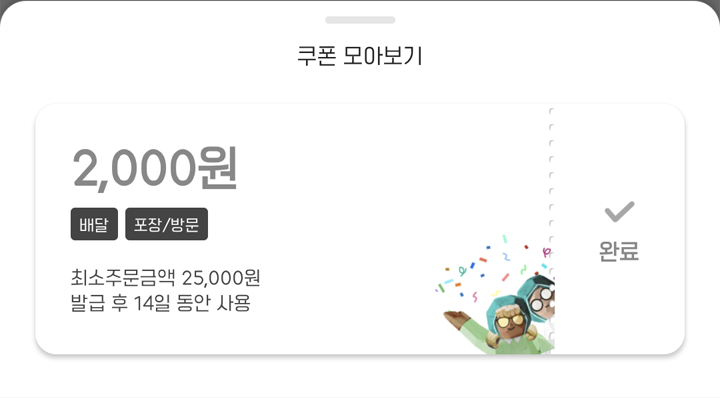 쿠폰 모아보기
2,000원
배달 포장/방문
최소주문금액 25,000원
발급 후 14일 동안 사용
완료